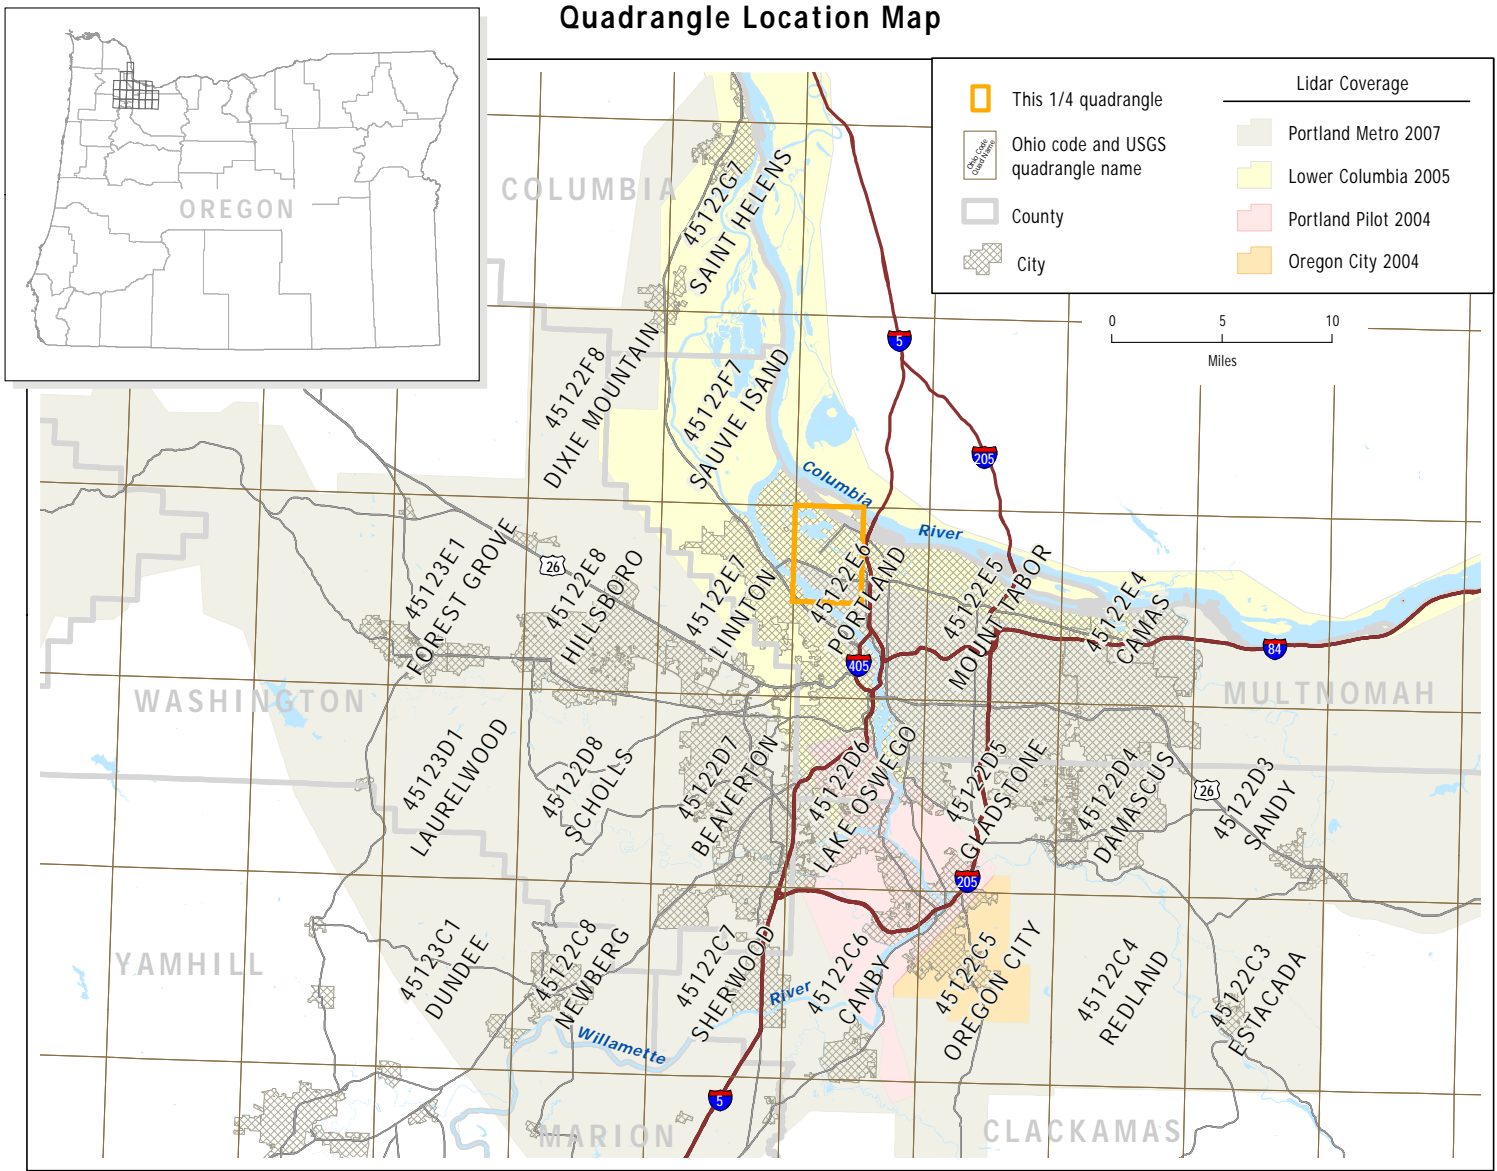 Quadrangle Location Map
OREGON
This 1/4 quadrangle
Ohio Code
Quad Name
Ohio code and USGS
quadrangle name
County
City
Lidar Coverage
Portland Metro 2007
Lower Columbia 2005
Portland Pilot 2004
Oregon City 2004
0 5 10
Miles
COLUMBIA
45122G7
SAINT HELENS
5
45122F8
DIXIE MOUNTAIN
45122F7
SAUVIE ISAND
205
Columbia
River
45123E1
FOREST GROVE
26
45122E8
HILLSBORO
45122E7
LINNTON
45122E6
PORTLAND
45122E5
MOUNT TABOR
45122E4
CAMAS
405
84
WASHINGTON
MULTNOMAH
45123D1
LAURELWOOD
45122D8
SCHOLLS
45122D7
BEAVERTON
45122D6
LAKE OSWEGO
45122D5
GLADSTONE
45122D4
DAMASCUS
26
45122D3
SANDY
205
YAMHILL
45123C1
DUNDEE
45122C8
NEWBERG
45122C7
SHERWOOD
45122C6
CANBY
45122C5
OREGON CITY
45122C4
REDLAND
45122C3
ESTACADA
River
Willamette
5
MARION
CLACKAMAS